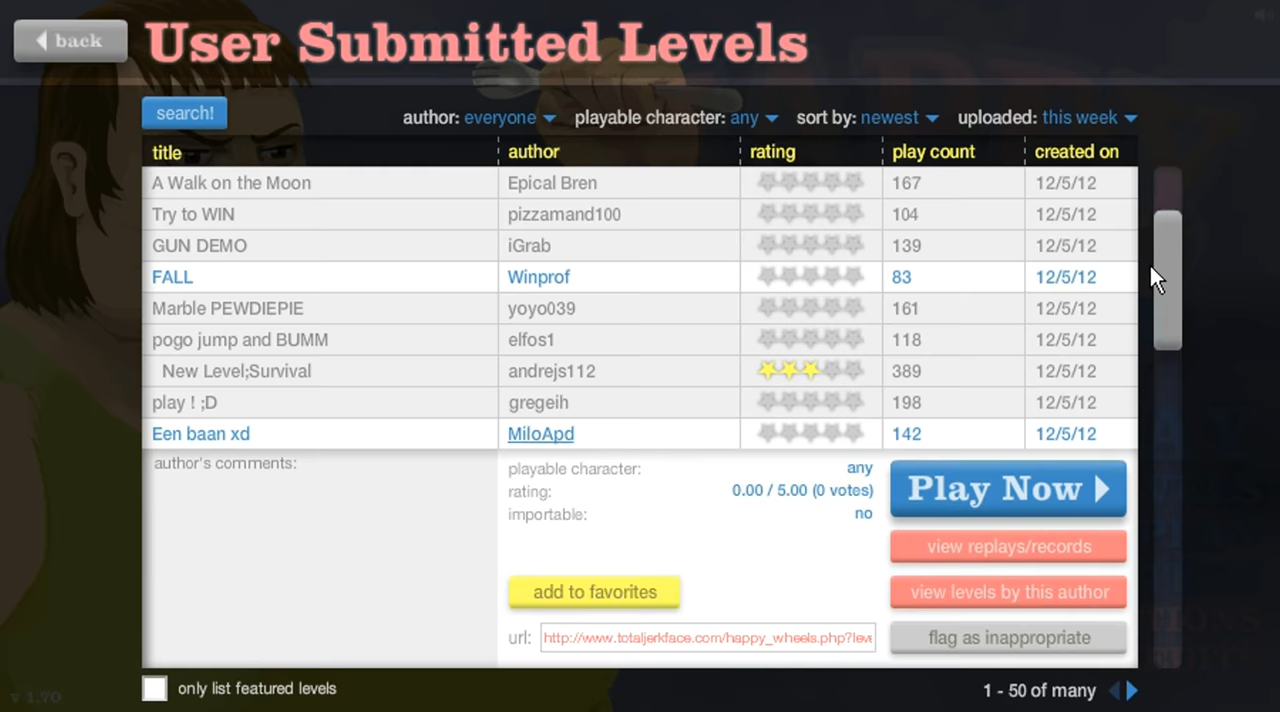 back
User Submitted Levels
search!
author: everyone playable character: any sort by: newest uploaded: this week
title author rating play count created on
A Walk on the Moon Epical Bren 167 12/5/12
Try to WIN pizzamand100 104 12/5/12
GUN DEMO iGrab 139 12/5/12
FALL Winprof 83 12/5/12
Marble PEWDIEPIE yoyo039 161 12/5/12
pogo jump and BUMM elfos1 118 12/5/12
New Level;Survival andrejs112 389 12/5/12
play ! ;D gregeih 198 12/5/12
Een baan xd MiloApd 142 12/5/12
author's comments:
playable character: any
rating: 0.00 / 5.00 (0 votes)
importable: no
Play Now
view replays/records
add to favorites
view levels by this author
url: http://www.totaljerkface.com/happy_wheels.php?leve
flag as inappropriate
only list featured levels
1 - 50 of many
v 1.70